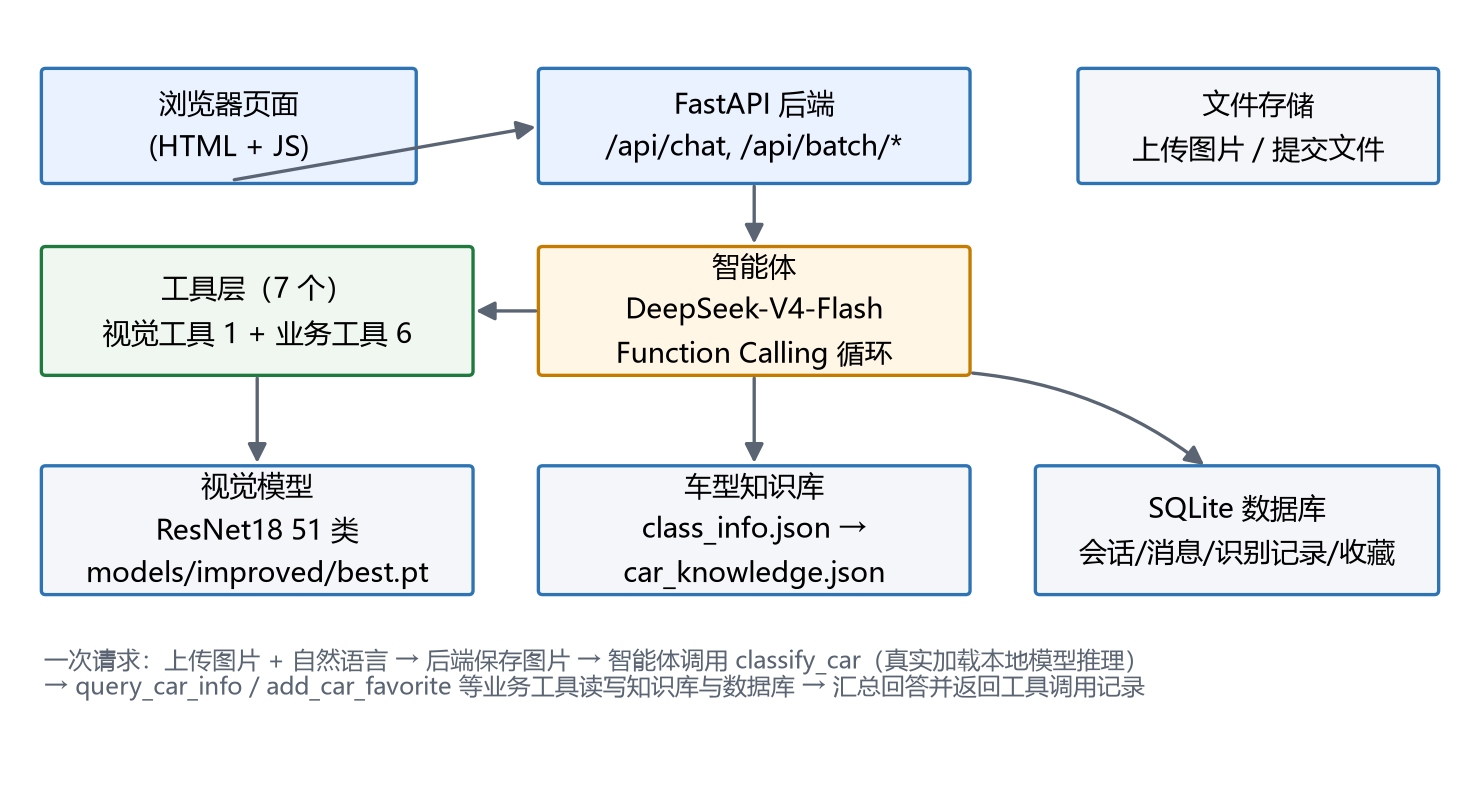 浏览器页面
(HTML + JS)
FastAPI 后端
/api/chat, /api/batch/*
文件存储
上传图片 / 提交文件
工具层（7 个）
视觉工具 1 + 业务工具 6
智能体
DeepSeek-V4-Flash
Function Calling 循环
视觉模型
ResNet18 51 类
models/improved/best.pt
车型知识库
class_info.json →
car_knowledge.json
SQLite 数据库
会话/消息/识别记录/收藏
一次请求：上传图片 + 自然语言 → 后端保存图片 → 智能体调用 classify_car（真实加载本地模型推理）
→ query_car_info / add_car_favorite 等业务工具读写知识库与数据库 → 汇总回答并返回工具调用记录